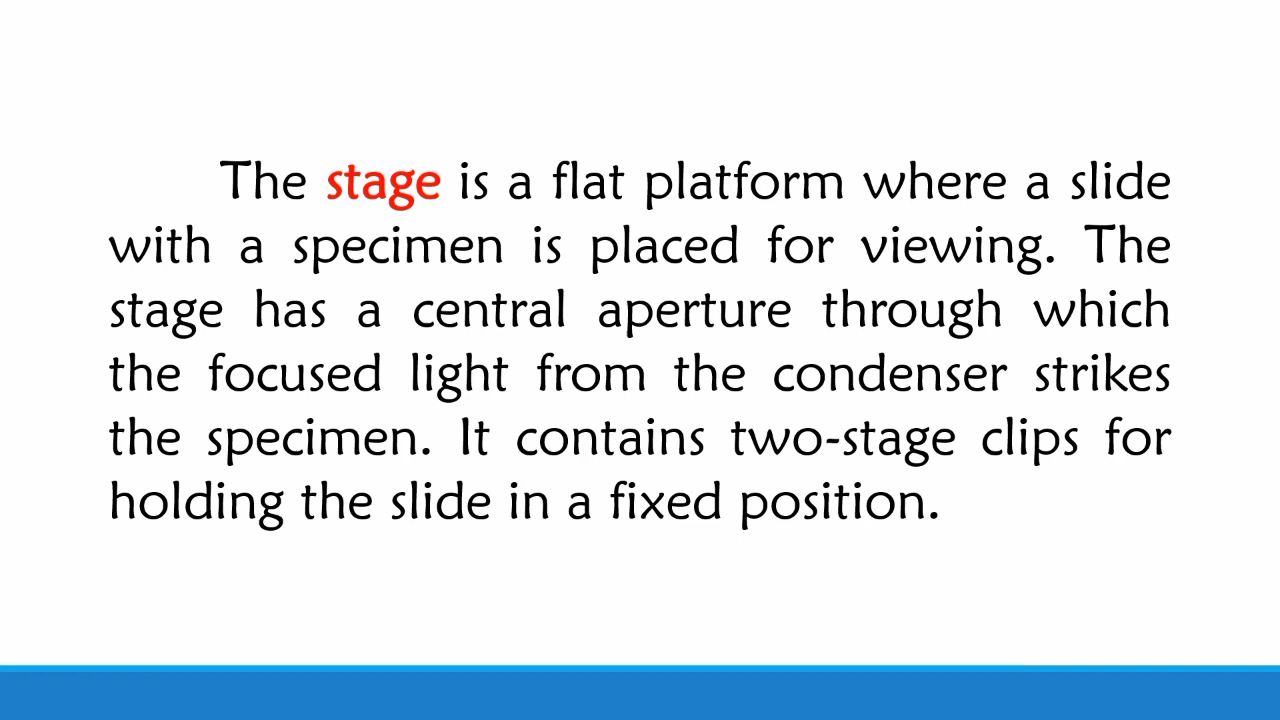 The stage is a flat platform where a slide
with a specimen is placed for viewing. The
stage has a central aperture through which
the focused light from the condenser strikes
the specimen. It contains two-stage clips for
holding the slide in a fixed position.